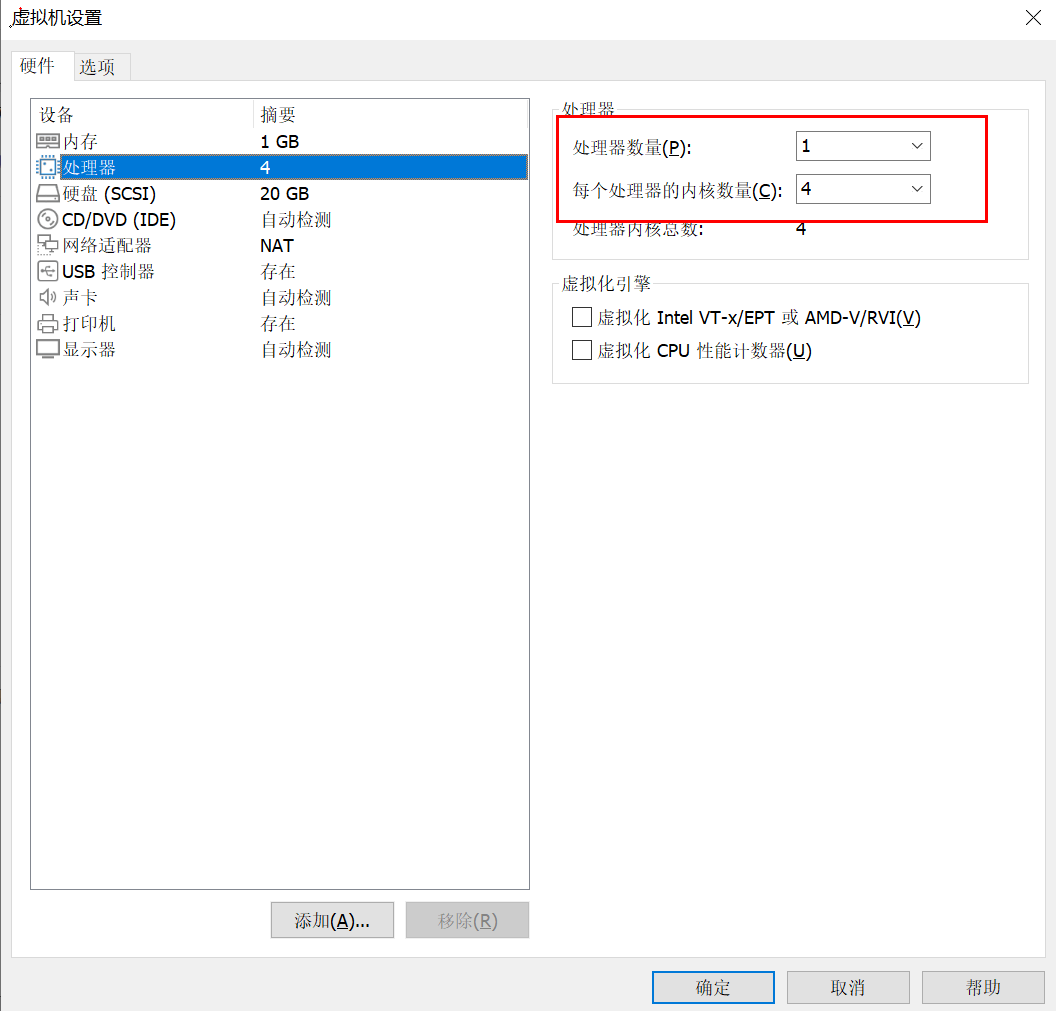 虚拟机设置
硬件 选项
设备 摘要
内存 1 GB
处理器 4
硬盘 (SCSI) 20 GB
CD/DVD (IDE) 自动检测
网络适配器 NAT
USB 控制器 存在
声卡 自动检测
打印机 存在
显示器 自动检测
添加(A)... 移除(R)
处理器
处理器数量(P): 1
每个处理器的内核数量(C): 4
处理器内核总数: 4
虚拟化引擎
虚拟化 Intel VT-x/EPT 或 AMD-V/RVI(V)
虚拟化 CPU 性能计数器(U)
确定 取消 帮助